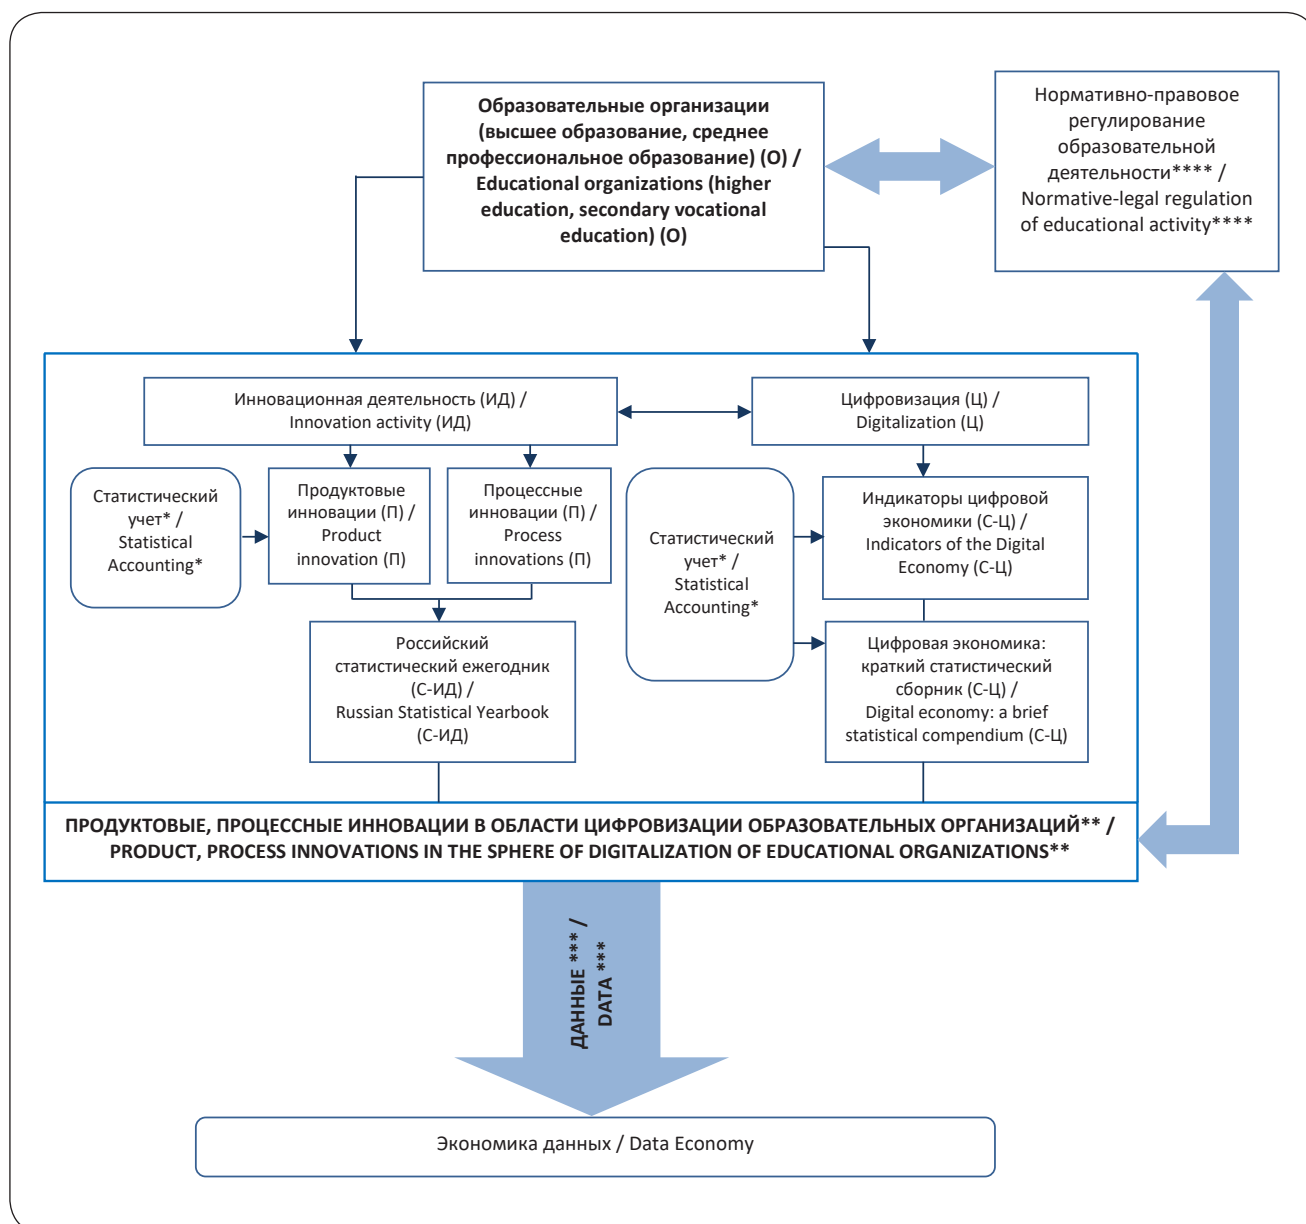 Образовательные организации
(высшее образование, среднее
профессиональное образование) (О) /
Educational organizations (higher
education, secondary vocational
education) (O)
Нормативно-правовое
регулирование
образовательной
деятельности**** /
Normative-legal regulation
of educational activity****
Инновационная деятельность (ИД) /
Innovation activity (ИД)
Цифровизация (Ц) /
Digitalization (Ц)
Статистический
учет* /
Statistical
Accounting*
Продуктовые
инновации (П) /
Product
innovation (П)
Процессные
инновации (П) /
Process
innovations (П)
Статистический
учет* /
Statistical
Accounting*
Индикаторы цифровой
экономики (С-Ц) /
Indicators of the Digital
Economy (С-Ц)
Российский
статистический ежегодник
(С-ИД) /
Russian Statistical Yearbook
(С-ИД)
Цифровая экономика:
краткий статистический
сборник (С-Ц) /
Digital economy: a brief
statistical compendium (С-Ц)
ПРОДУКТОВЫЕ, ПРОЦЕССНЫЕ ИННОВАЦИИ В ОБЛАСТИ ЦИФРОВИЗАЦИИ ОБРАЗОВАТЕЛЬНЫХ ОРГАНИЗАЦИЙ** /
PRODUCT, PROCESS INNOVATIONS IN THE SPHERE OF DIGITALIZATION OF EDUCATIONAL ORGANIZATIONS**
ДАННЫЕ *** /
DATA ***
Экономика данных / Data Economy